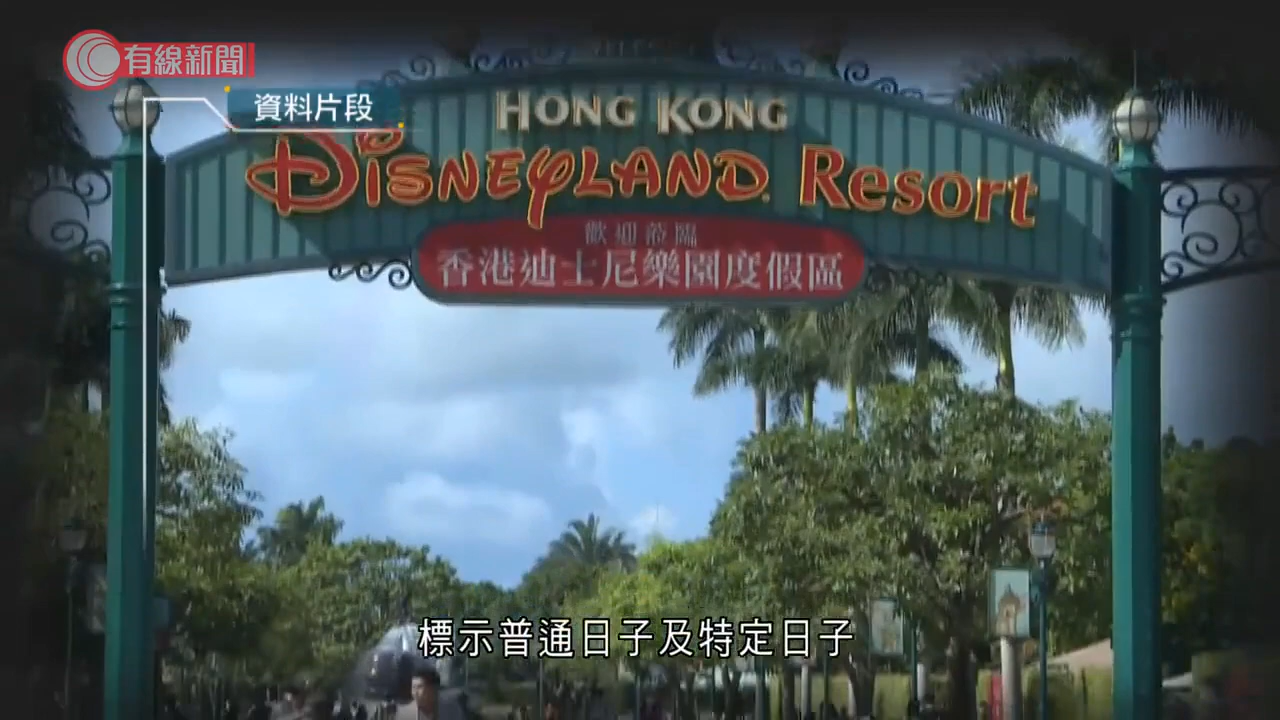 有線新聞
資料片段
HONG KONG
DISNEYLAND Resort
歡迎蒞臨
香港迪士尼樂園度假區
標示普通日子及特定日子